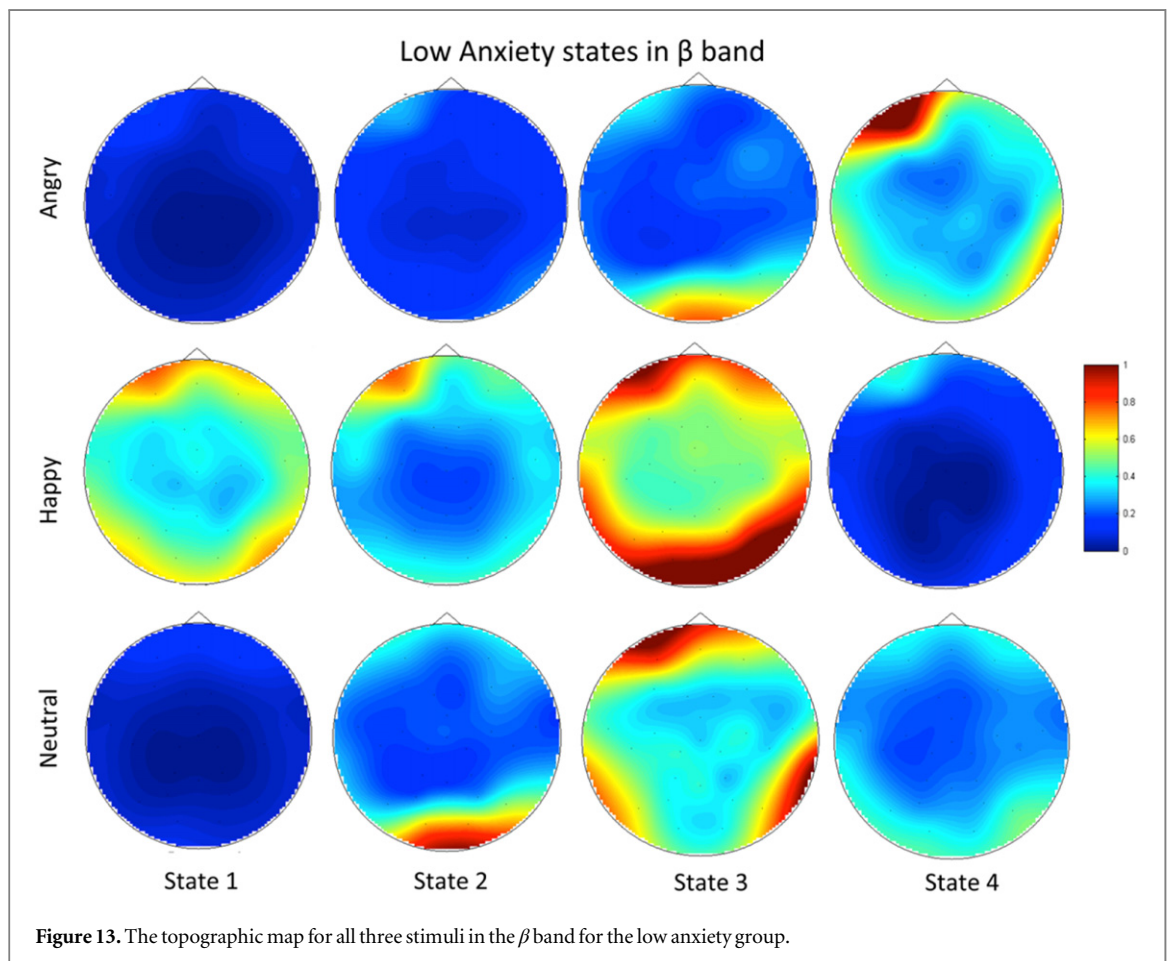 Low Anxiety states in β band
Angry
Happy
Neutral
1
0.8
0.6
0.4
0.2
0
State 1 State 2 State 3 State 4
Figure 13. The topographic map for all three stimuli in the β band for the low anxiety group.